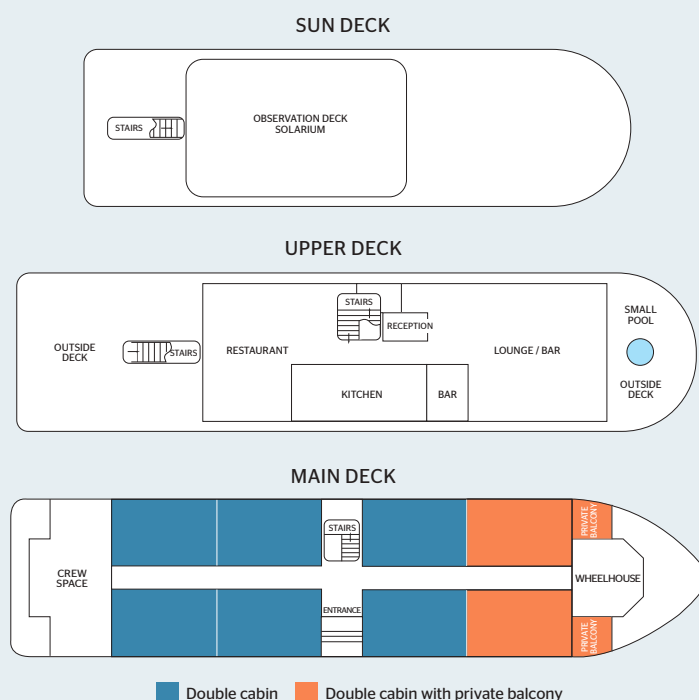 SUN DECK
STAIRS
OBSERVATION DECK
SOLARIUM
UPPER DECK
OUTSIDE
DECK
STAIRS
RESTAURANT
STAIRS
RECEPTION
KITCHEN
BAR
LOUNGE / BAR
SMALL
POOL
OUTSIDE
DECK
MAIN DECK
CREW
SPACE
STAIRS
ENTRANCE
PRIVATE
BALCONY
WHEELHOUSE
PRIVATE
BALCONY
Double cabin
Double cabin with private balcony